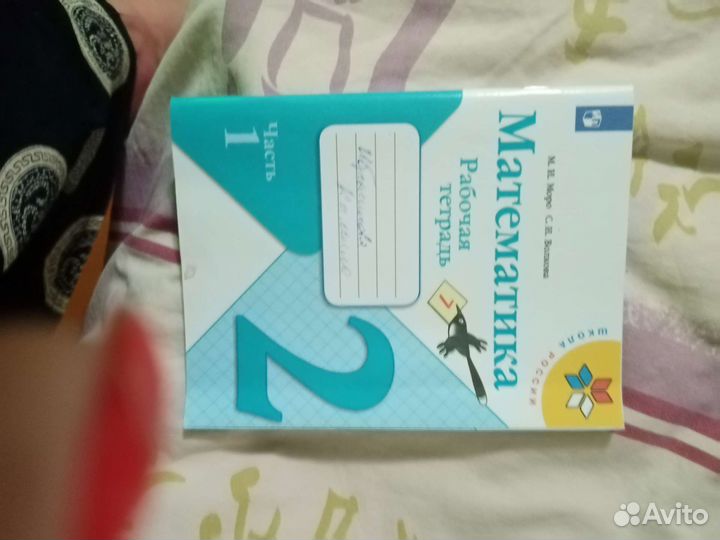 М. И. Моро С. И. Волкова
Математика
Рабочая
тетрадь
ШКОЛА РОССИИ
Часть
1
2
Avito